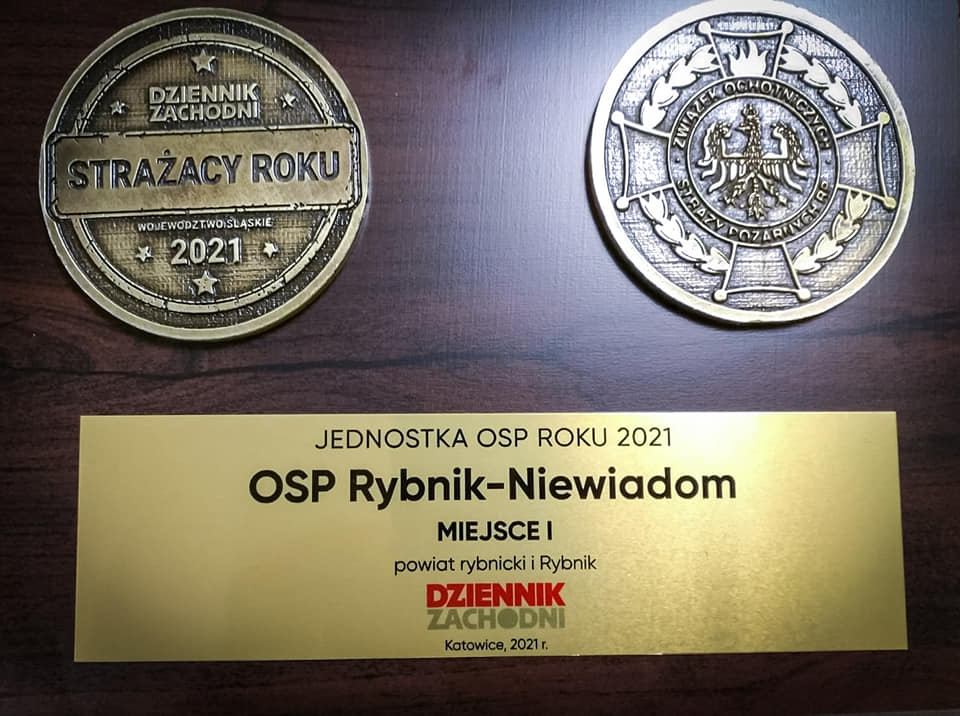 DZIENNIK
ZACHODNI
STRAŻACY ROKU
WOJEWÓDZTWO ŚLĄSKIE
2021
ZWIĄZEK OCHOTNICZYCH
STRAŻY POŻARNYCH RP
JEDNOSTKA OSP ROKU 2021
OSP Rybnik-Niewiadom
MIEJSCE I
powiat rybnicki i Rybnik
DZIENNIK
ZACHODNI
Katowice, 2021 r.